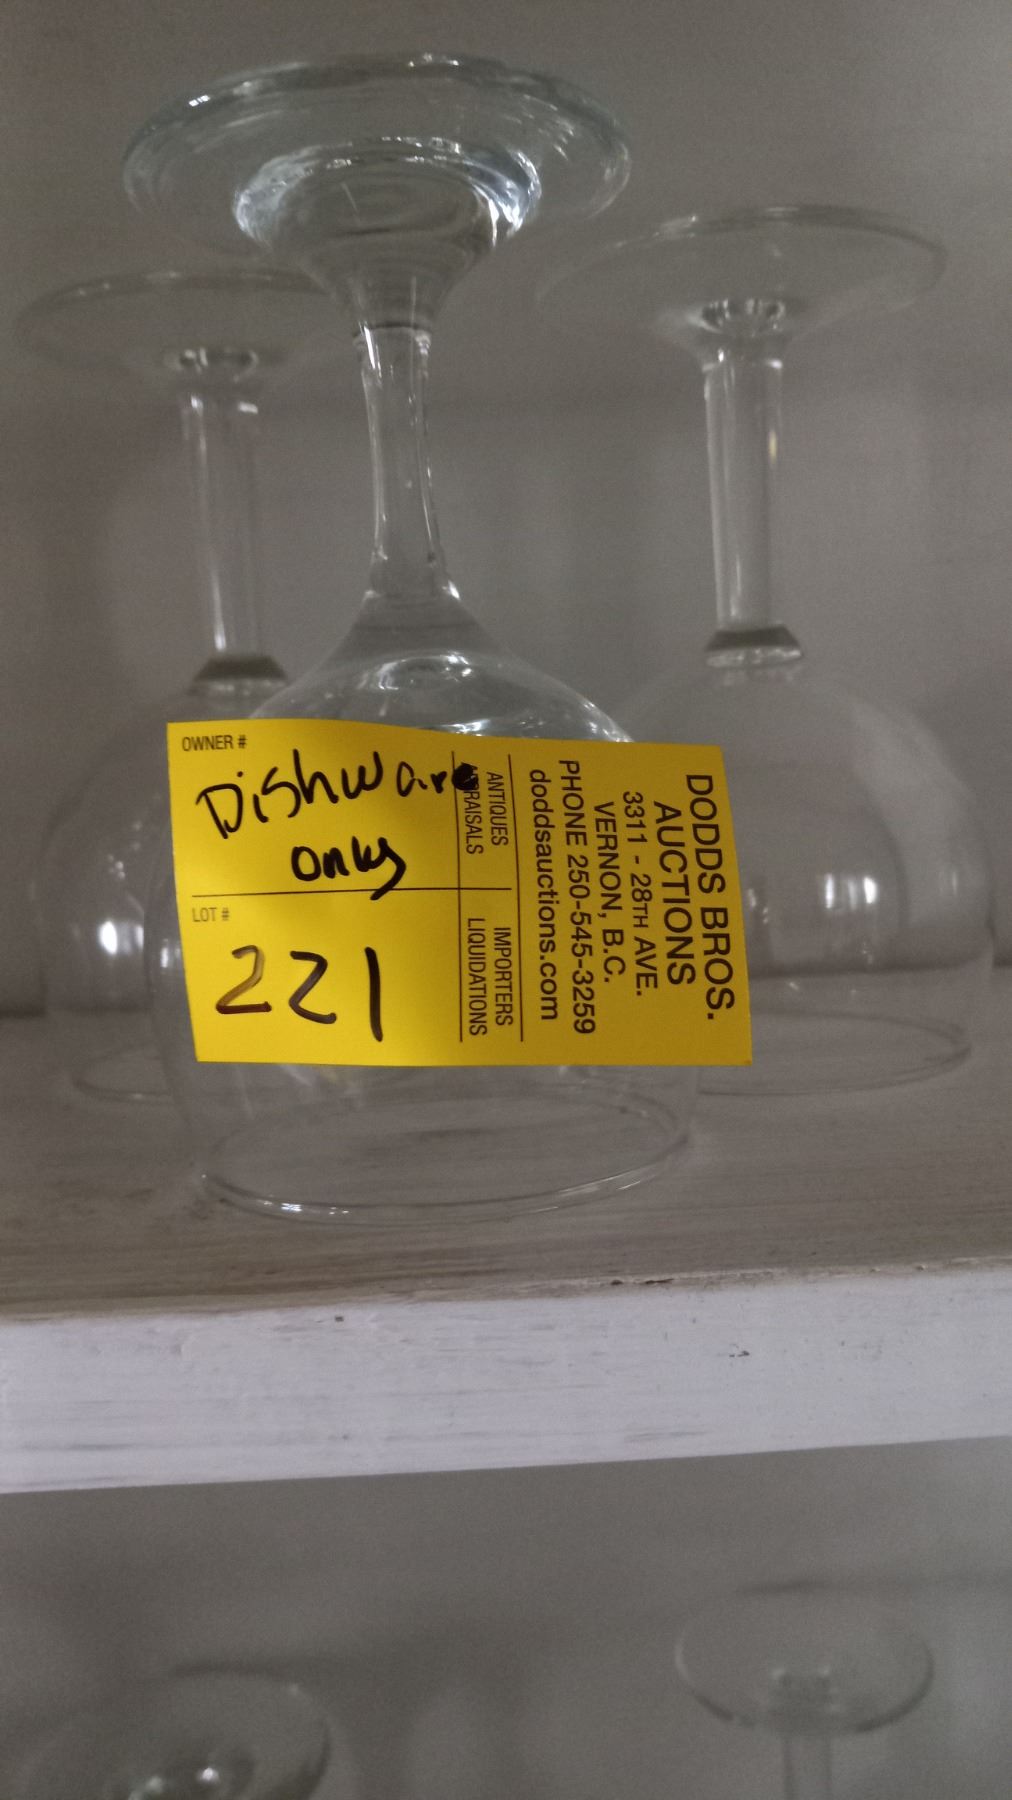 OWNER #
Dishware
only
LOT #
221
ANTIQUES
APPRAISALS
IMPORTERS
LIQUIDATIONS
DODDS BROS.
AUCTIONS
3311 - 28TH AVE.
VERNON, B.C.
PHONE 250-545-3259
doddsauctions.com